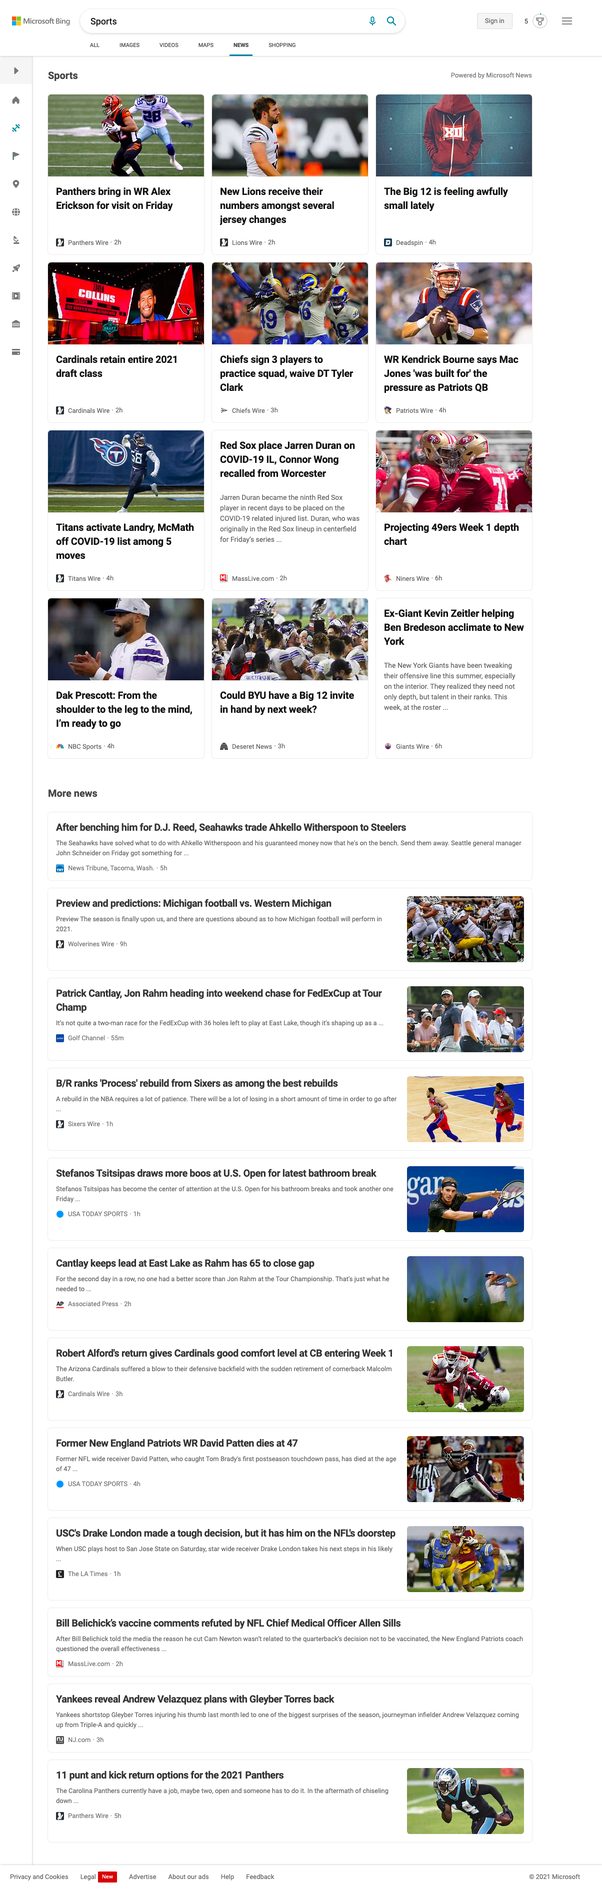 Microsoft Bing
Sports
Sign in
5
ALL
IMAGES
VIDEOS
MAPS
NEWS
SHOPPING
Sports
Powered by Microsoft News
Panthers bring in WR Alex
Erickson for visit on Friday
Panthers Wire · 2h
New Lions receive their
numbers amongst several
jersey changes
Lions Wire · 2h
XII
The Big 12 is feeling awfully
small lately
Deadspin · 4h
COLLINS
Cardinals retain entire 2021
draft class
Cardinals Wire · 2h
Chiefs sign 3 players to
practice squad, waive DT Tyler
Clark
Chiefs Wire · 3h
WR Kendrick Bourne says Mac
Jones 'was built for' the
pressure as Patriots QB
Patriots Wire · 4h
Titans activate Landry, McMath
off COVID-19 list among 5
moves
Titans Wire · 4h
Red Sox place Jarren Duran on
COVID-19 IL, Connor Wong
recalled from Worcester
Jarren Duran became the ninth Red Sox
player in recent days to be placed on the
COVID-19 related injured list. Duran, who was
originally in the Red Sox lineup in centerfield
for Friday's series ...
MassLive.com · 2h
Projecting 49ers Week 1 depth
chart
Niners Wire · 6h
Dak Prescott: From the
shoulder to the leg to the mind,
I'm ready to go
NBC Sports · 4h
Could BYU have a Big 12 invite
in hand by next week?
Deseret News · 3h
Ex-Giant Kevin Zeitler helping
Ben Bredeson acclimate to New
York
The New York Giants have been tweaking
their offensive line this summer, especially
on the interior. They realized they need not
only depth, but talent in their ranks. This
week, at the roster ...
Giants Wire · 6h
More news
After benching him for D.J. Reed, Seahawks trade Ahkello Witherspoon to Steelers
The Seahawks have solved what to do with Ahkello Witherspoon and his guaranteed money now that he's on the bench. Send them away. Seattle general manager
John Schneider on Friday got something for ...
News Tribune, Tacoma, Wash. · 5h
Preview and predictions: Michigan football vs. Western Michigan
Preview The season is finally upon us, and there are questions abound as to how Michigan football will perform in
2021.
Wolverines Wire · 9h
Patrick Cantlay, Jon Rahm heading into weekend chase for FedExCup at Tour
Champ
It's not quite a two-man race for the FedExCup with 36 holes left to play at East Lake, though it's shaping up as a ...
Golf Channel · 55m
B/R ranks 'Process' rebuild from Sixers as among the best rebuilds
A rebuild in the NBA requires a lot of patience. There will be a lot of losing in a short amount of time in order to go after
...
Sixers Wire · 1h
Stefanos Tsitsipas draws more boos at U.S. Open for latest bathroom break
Stefanos Tsitsipas has become the center of attention at the U.S. Open for his bathroom breaks and took another one
Friday ...
USA TODAY SPORTS · 1h
Cantlay keeps lead at East Lake as Rahm has 65 to close gap
For the second day in a row, no one had a better score than Jon Rahm at the Tour Championship. That's just what he
needed to ...
AP Associated Press · 2h
Robert Alford's return gives Cardinals good comfort level at CB entering Week 1
The Arizona Cardinals suffered a blow to their defensive backfield with the sudden retirement of cornerback Malcolm
Butler.
Cardinals Wire · 3h
Former New England Patriots WR David Patten dies at 47
Former NFL wide receiver David Patten, who caught Tom Brady's first postseason touchdown pass, has died at the age
of 47 ...
USA TODAY SPORTS · 4h
USC's Drake London made a tough decision, but it has him on the NFL's doorstep
When USC plays host to San Jose State on Saturday, star wide receiver Drake London takes his next steps in his likely
...
The LA Times · 1h
Bill Belichick's vaccine comments refuted by NFL Chief Medical Officer Allen Sills
After Bill Belichick told the media the reason he cut Cam Newton wasn't related to the quarterback's decision not to be vaccinated, the New England Patriots coach
questioned the overall effectiveness ...
MassLive.com · 2h
Yankees reveal Andrew Velazquez plans with Gleyber Torres back
Yankees shortstop Gleyber Torres injuring his thumb last month led to one of the biggest surprises of the season, journeyman infielder Andrew Velazquez coming
up from Triple-A and quickly ...
NJ.com · 3h
11 punt and kick return options for the 2021 Panthers
The Carolina Panthers currently have a job, maybe two, open and someone has to do it. In the aftermath of chiseling
down ...
Panthers Wire · 5h
Privacy and Cookies
Legal
New
Advertise
About our ads
Help
Feedback
© 2021 Microsoft